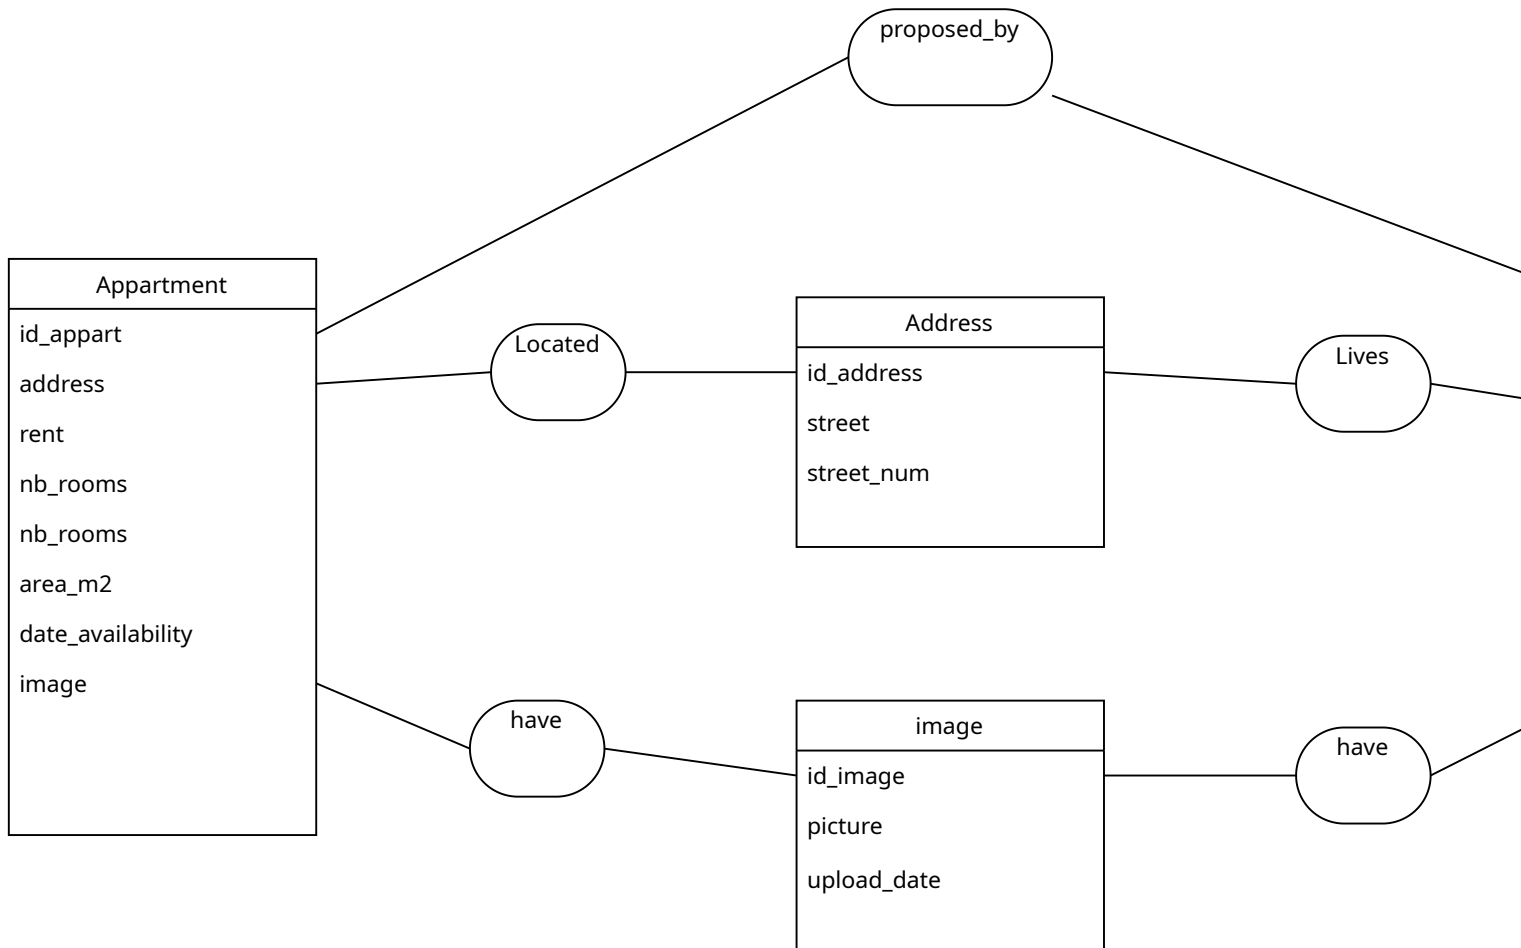 proposed_by
Appartment
id_appart
address
rent
nb_rooms
nb_rooms
area_m2
date_availability
image
Located
Address
id_address
street
street_num
Lives
have
image
id_image
picture
upload_date
have